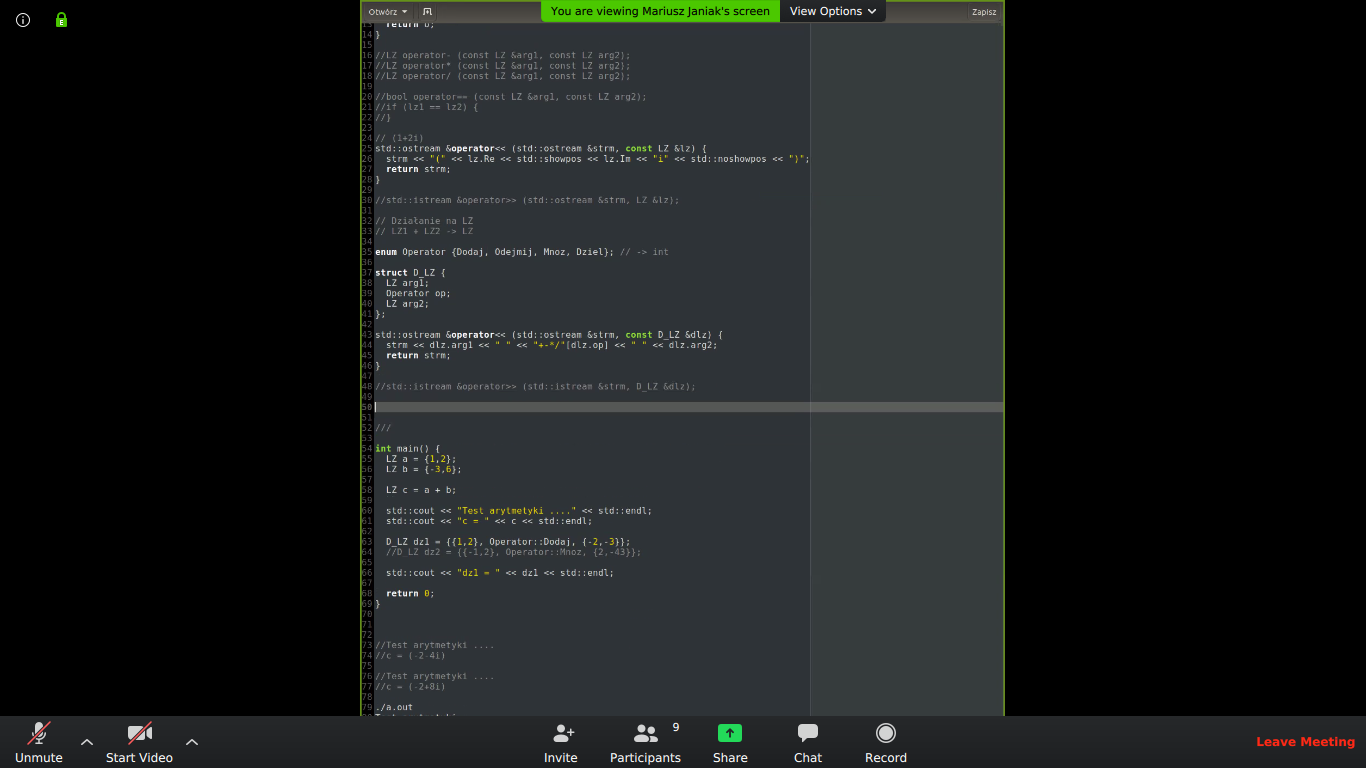 Otwórz
You are viewing Mariusz Janiak's screen
View Options
Zapisz
13 return b;
14 }
15
16 //LZ operator- (const LZ &arg1, const LZ arg2);
17 //LZ operator* (const LZ &arg1, const LZ arg2);
18 //LZ operator/ (const LZ &arg1, const LZ arg2);
19
20 //bool operator== (const LZ &arg1, const LZ arg2);
21 //if (lz1 == lz2) {
22 //}
23
24 // (1+2i)
25 std::ostream &operator<< (std::ostream &strm, const LZ &lz) {
26 strm << "(" << lz.Re << std::showpos << lz.Im << "i" << std::noshowpos << ")";
27 return strm;
28 }
29
30 //std::istream &operator>> (std::ostream &strm, LZ &lz);
31
32 // Działanie na LZ
33 // LZ1 + LZ2 -> LZ
34
35 enum Operator {Dodaj, Odejmij, Mnoz, Dziel}; // -> int
36
37 struct D_LZ {
38 LZ arg1;
39 Operator op;
40 LZ arg2;
41 };
42
43 std::ostream &operator<< (std::ostream &strm, const D_LZ &dlz) {
44 strm << dlz.arg1 << " " << "+-*/"[dlz.op] << " " << dlz.arg2;
45 return strm;
46 }
47
48 //std::istream &operator>> (std::istream &strm, D_LZ &dlz);
49
50
51
52 ///
53
54 int main() {
55 LZ a = {1,2};
56 LZ b = {-3,6};
57
58 LZ c = a + b;
59
60 std::cout << "Test arytmetyki ...." << std::endl;
61 std::cout << "c = " << c << std::endl;
62
63 D_LZ dz1 = {{1,2}, Operator::Dodaj, {-2,-3}};
64 //D_LZ dz2 = {{-1,2}, Operator::Mnoz, {2,-43}};
65
66 std::cout << "dz1 = " << dz1 << std::endl;
67
68 return 0;
69 }
70
71
72
73 //Test arytmetyki ....
74 //c = (-2-4i)
75
76 //Test arytmetyki ....
77 //c = (-2+8i)
78
79 ./a.out
Unmute
Start Video
Invite
Participants 9
Share
Chat
Record
Leave Meeting